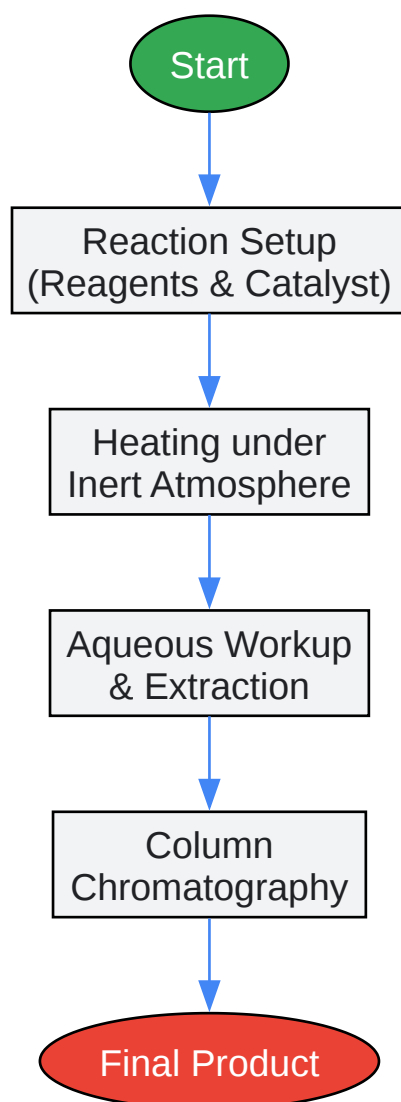 Start
Reaction Setup
(Reagents & Catalyst)
Heating under
Inert Atmosphere
Aqueous Workup
& Extraction
Column
Chromatography
Final Product